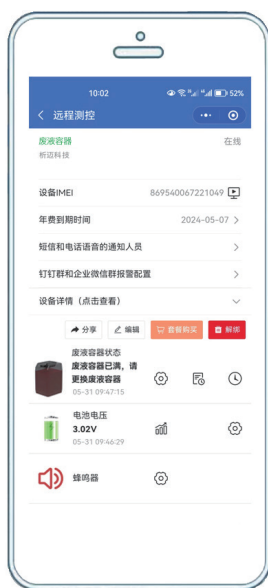 10:02
52%
远程测控
废液容器
在线
析迈科技
设备IMEI
869540067221049
年费到期时间
2024-05-07
短信和电话语音的通知人员
钉钉群和企业微信群报警配置
设备详情（点击查看）
分享 编辑 套餐购买 解绑
废液容器状态
废液容器已满，请
更换废液容器
05-31 09:47:15
电池电压
3.02V
05-31 09:46:29
蜂鸣器